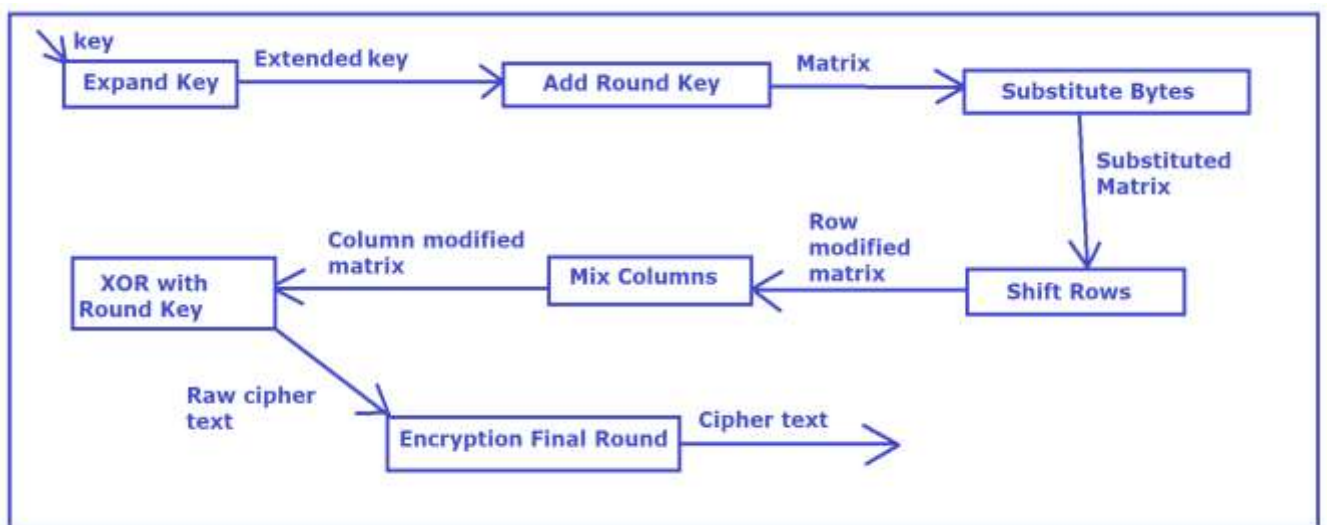 key
Expand Key
Extended key
Add Round Key
Matrix
Substitute Bytes
Substituted
Matrix
Shift Rows
Row
modified
matrix
Mix Columns
Column modified
matrix
XOR with
Round Key
Raw cipher
text
Encryption Final Round
Cipher text